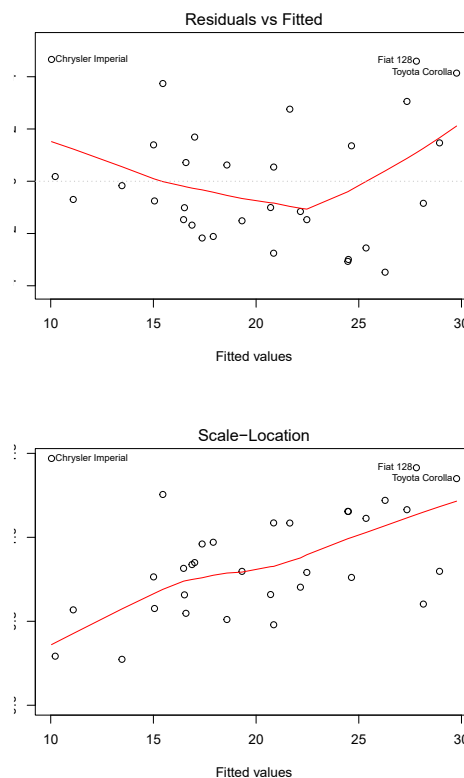 Residuals vs Fitted
Chrysler Imperial
Fiat 128
Toyota Corolla
10 15 20 25 30
Fitted values
Scale−Location
Chrysler Imperial
Fiat 128
Toyota Corolla
10 15 20 25 30
Fitted values